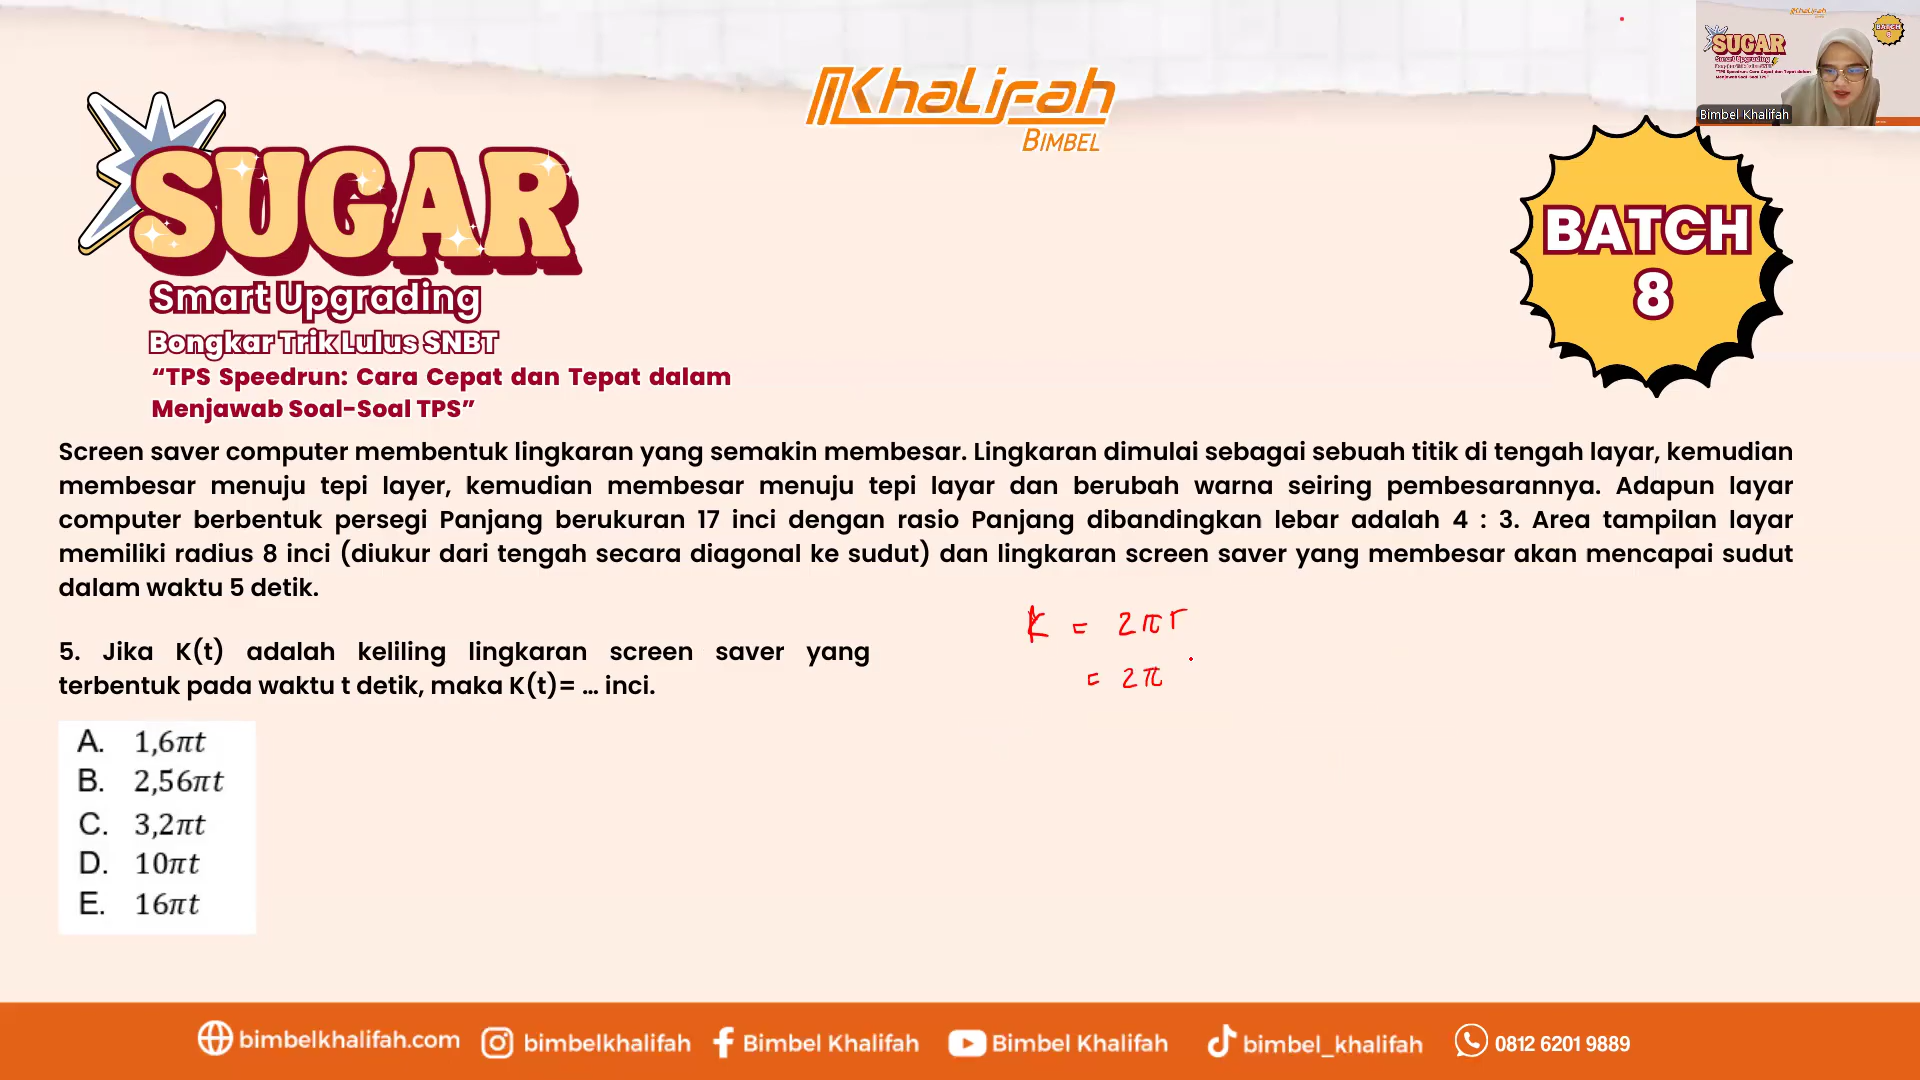 KhaLifah
BIMBEL
SUGAR
Smart Upgrading
Bongkar Trik Lulus SNBT
“TPS Speedrun: Cara Cepat dan Tepat dalam
Menjawab Soal-Soal TPS”
BATCH
8
Bimbel Khalifah
Screen saver computer membentuk lingkaran yang semakin membesar. Lingkaran dimulai sebagai sebuah titik di tengah layar, kemudian
membesar menuju tepi layer, kemudian membesar menuju tepi layar dan berubah warna seiring pembesarannya. Adapun layar
computer berbentuk persegi Panjang berukuran 17 inci dengan rasio Panjang dibandingkan lebar adalah 4 : 3. Area tampilan layar
memiliki radius 8 inci (diukur dari tengah secara diagonal ke sudut) dan lingkaran screen saver yang membesar akan mencapai sudut
dalam waktu 5 detik.
5. Jika K(t) adalah keliling lingkaran screen saver yang
terbentuk pada waktu t detik, maka K(t)= ... inci.
A. 1,6πt
B. 2,56πt
C. 3,2πt
D. 10πt
E. 16πt
K = 2πr
= 2π
bimbelkhalifah.com
bimbelkhalifah
Bimbel Khalifah
Bimbel Khalifah
bimbel_khalifah
0812 6201 9889